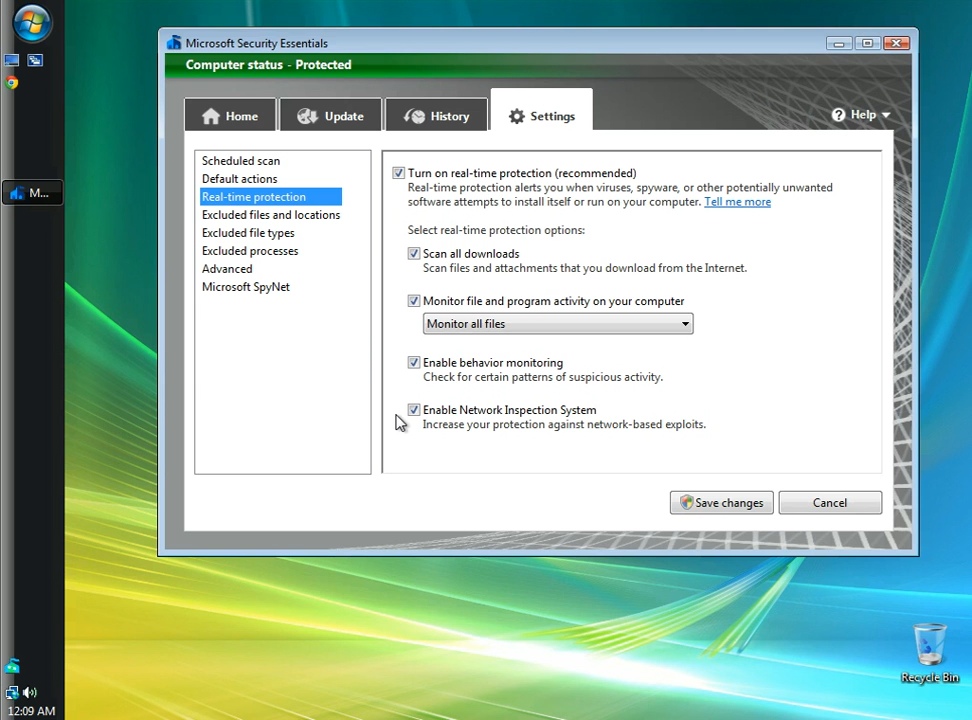 Microsoft Security Essentials
Computer status - Protected
Home
Update
History
Settings
Help
Scheduled scan
Default actions
Real-time protection
Excluded files and locations
Excluded file types
Excluded processes
Advanced
Microsoft SpyNet
Turn on real-time protection (recommended)
Real-time protection alerts you when viruses, spyware, or other potentially unwanted
software attempts to install itself or run on your computer. Tell me more
Select real-time protection options:
Scan all downloads
Scan files and attachments that you download from the Internet.
Monitor file and program activity on your computer
Monitor all files
Enable behavior monitoring
Check for certain patterns of suspicious activity.
Enable Network Inspection System
Increase your protection against network-based exploits.
Save changes
Cancel
M...
Recycle Bin
12:09 AM